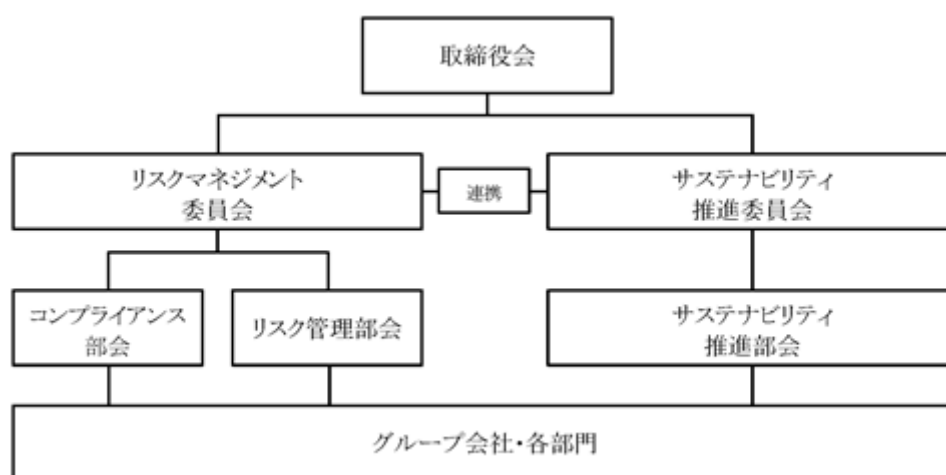 取締役会
リスクマネジメント
委員会
連携
サステナビリティ
推進委員会
コンプライアンス
部会
リスク管理部会
サステナビリティ
推進部会
グループ会社・各部門